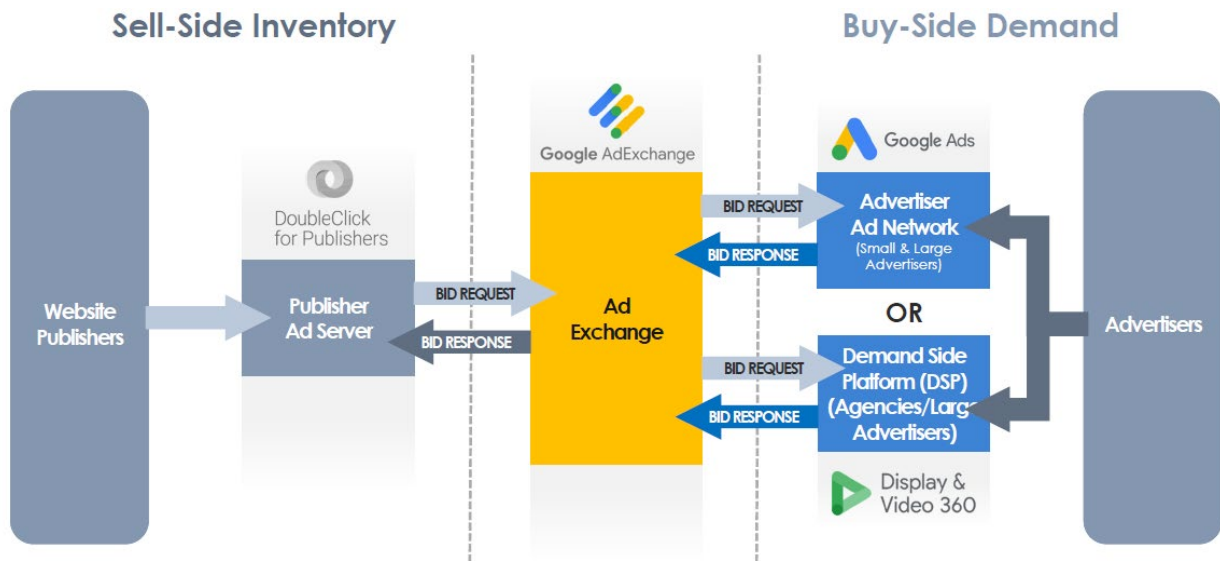 Sell-Side Inventory
Buy-Side Demand
Website
Publishers
DoubleClick
for Publishers
Publisher
Ad Server
BID REQUEST
BID RESPONSE
Google AdExchange
Ad
Exchange
BID REQUEST
BID RESPONSE
BID REQUEST
BID RESPONSE
Google Ads
Advertiser
Ad Network
(Small & Large
Advertisers)
OR
Demand Side
Platform (DSP)
(Agencies/Large
Advertisers)
Display &
Video 360
Advertisers